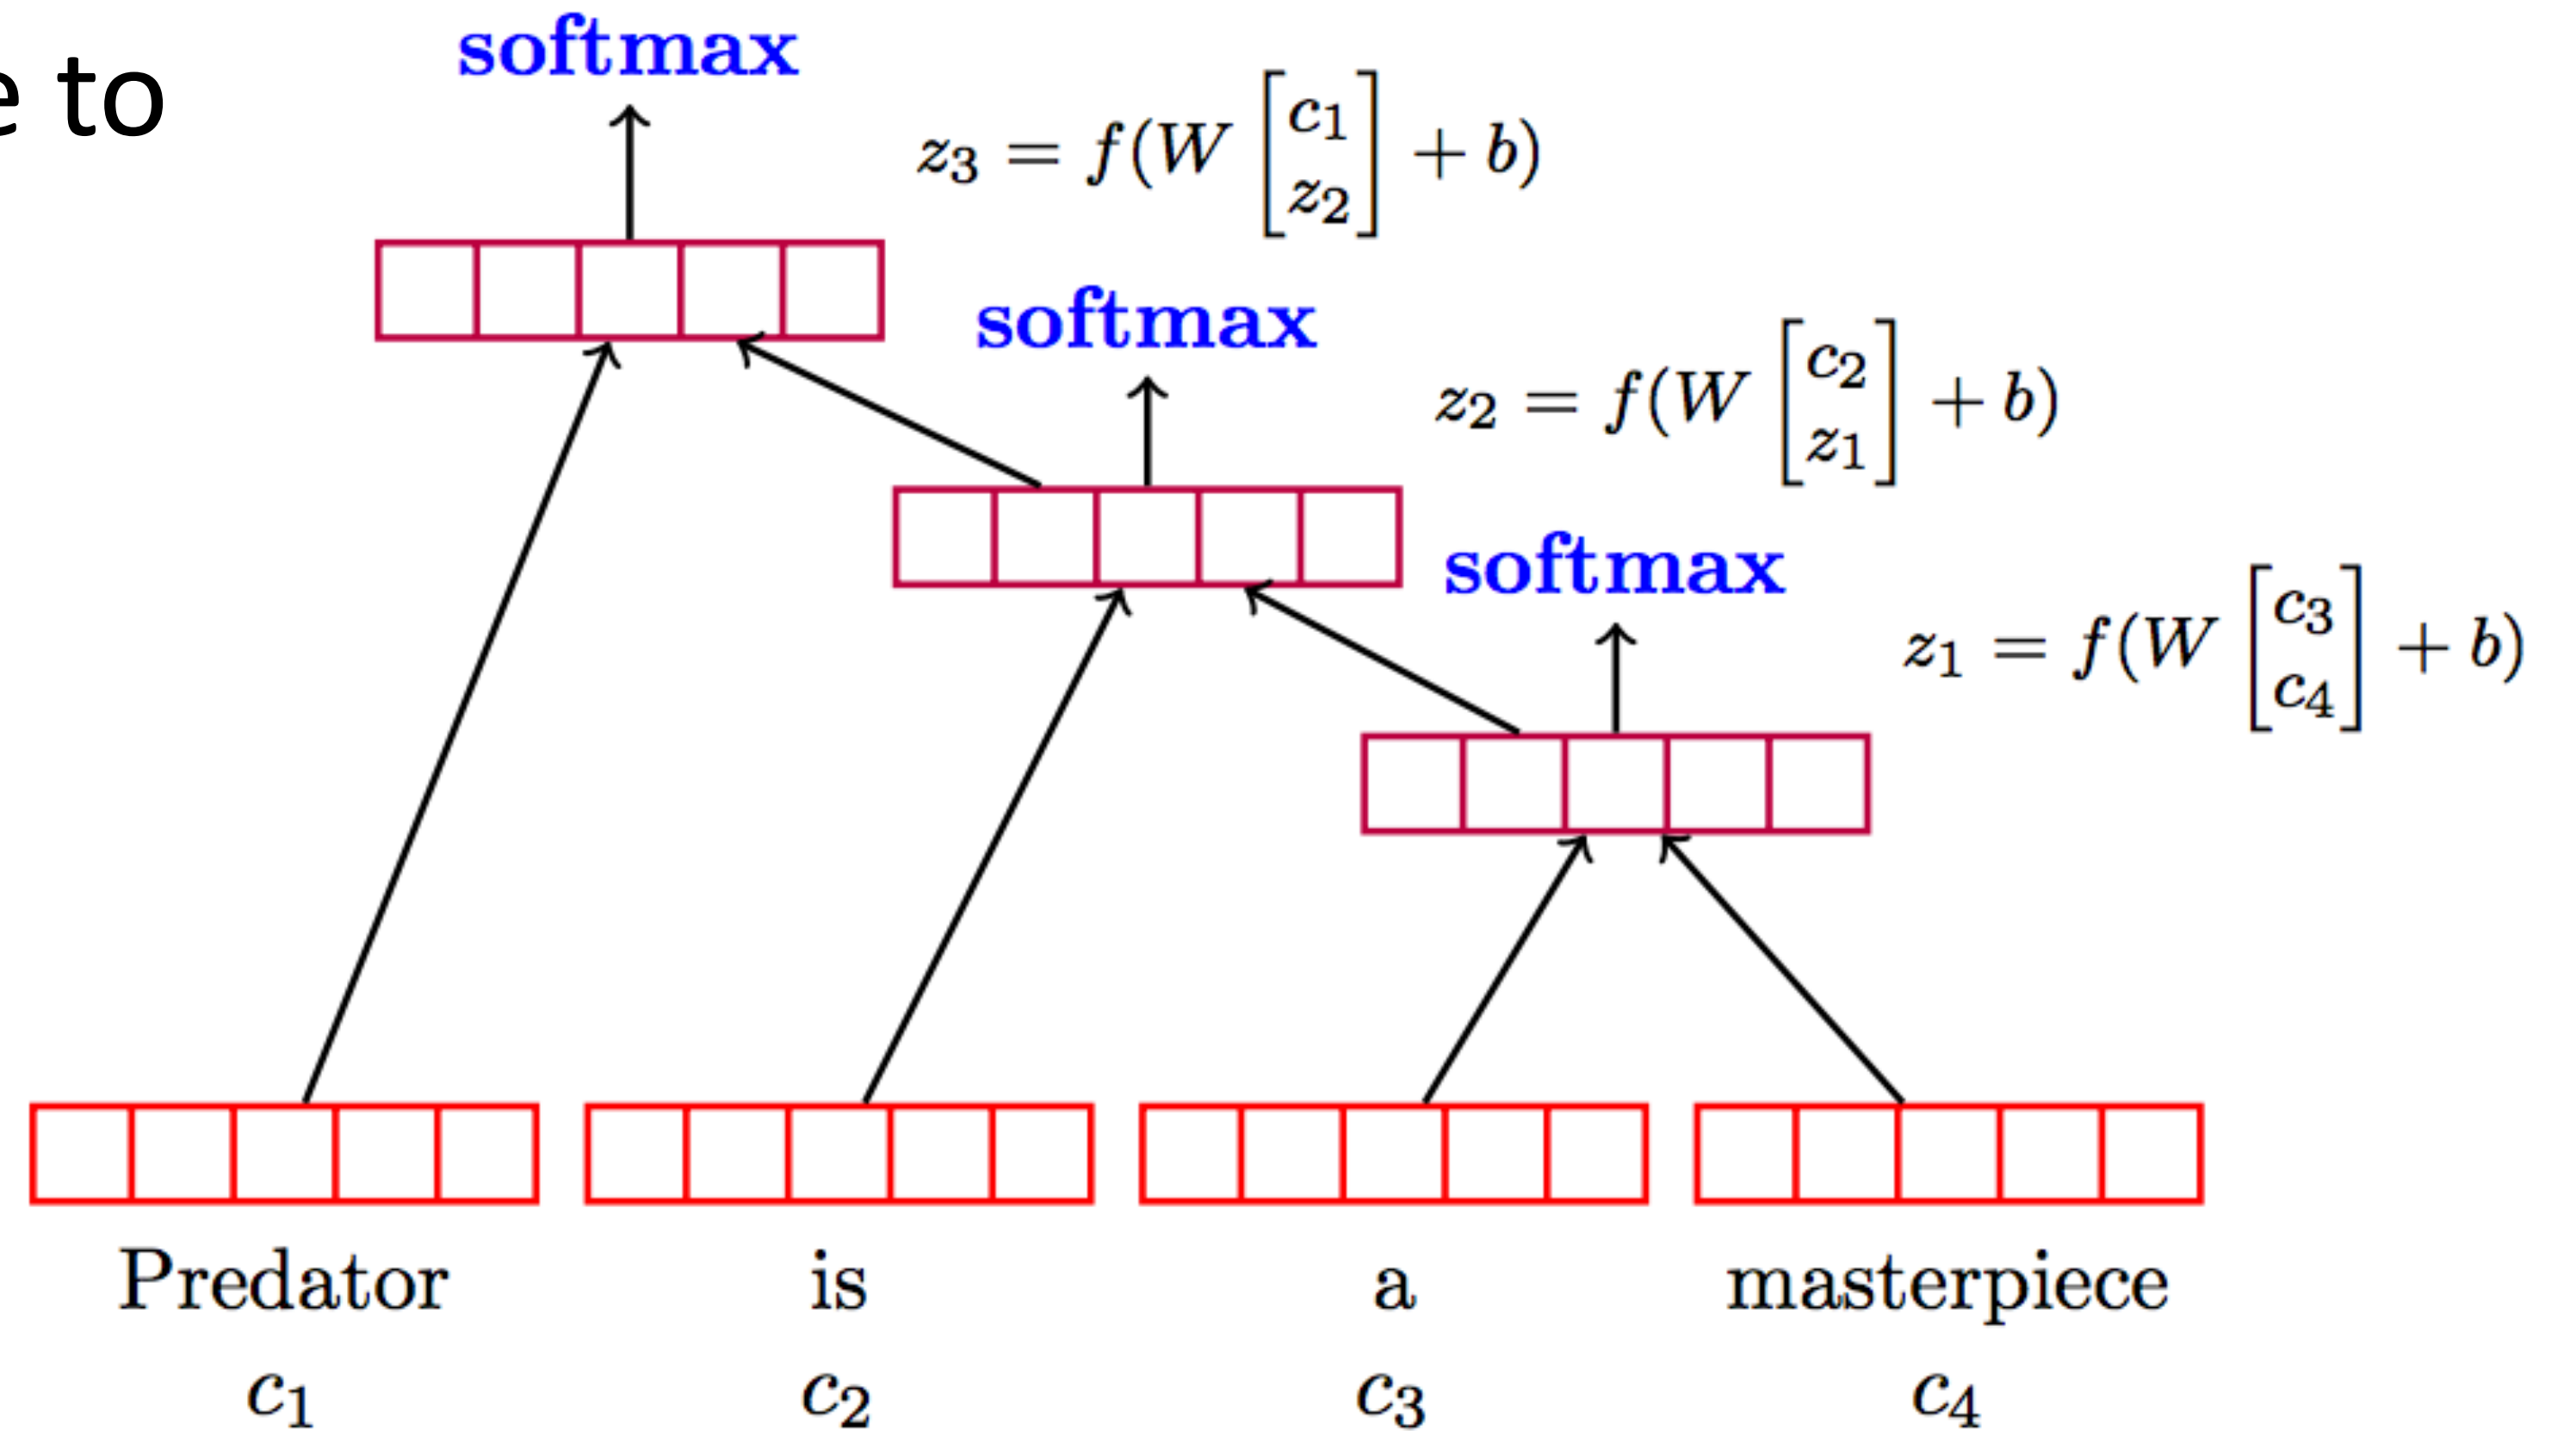 softmax
e to
z₃ = f(W [c₁ z₂] + b)
softmax
z₂ = f(W [c₂ z₁] + b)
softmax
z₁ = f(W [c₃ c₄] + b)
Predator is a masterpiece
c₁ c₂ c₃ c₄